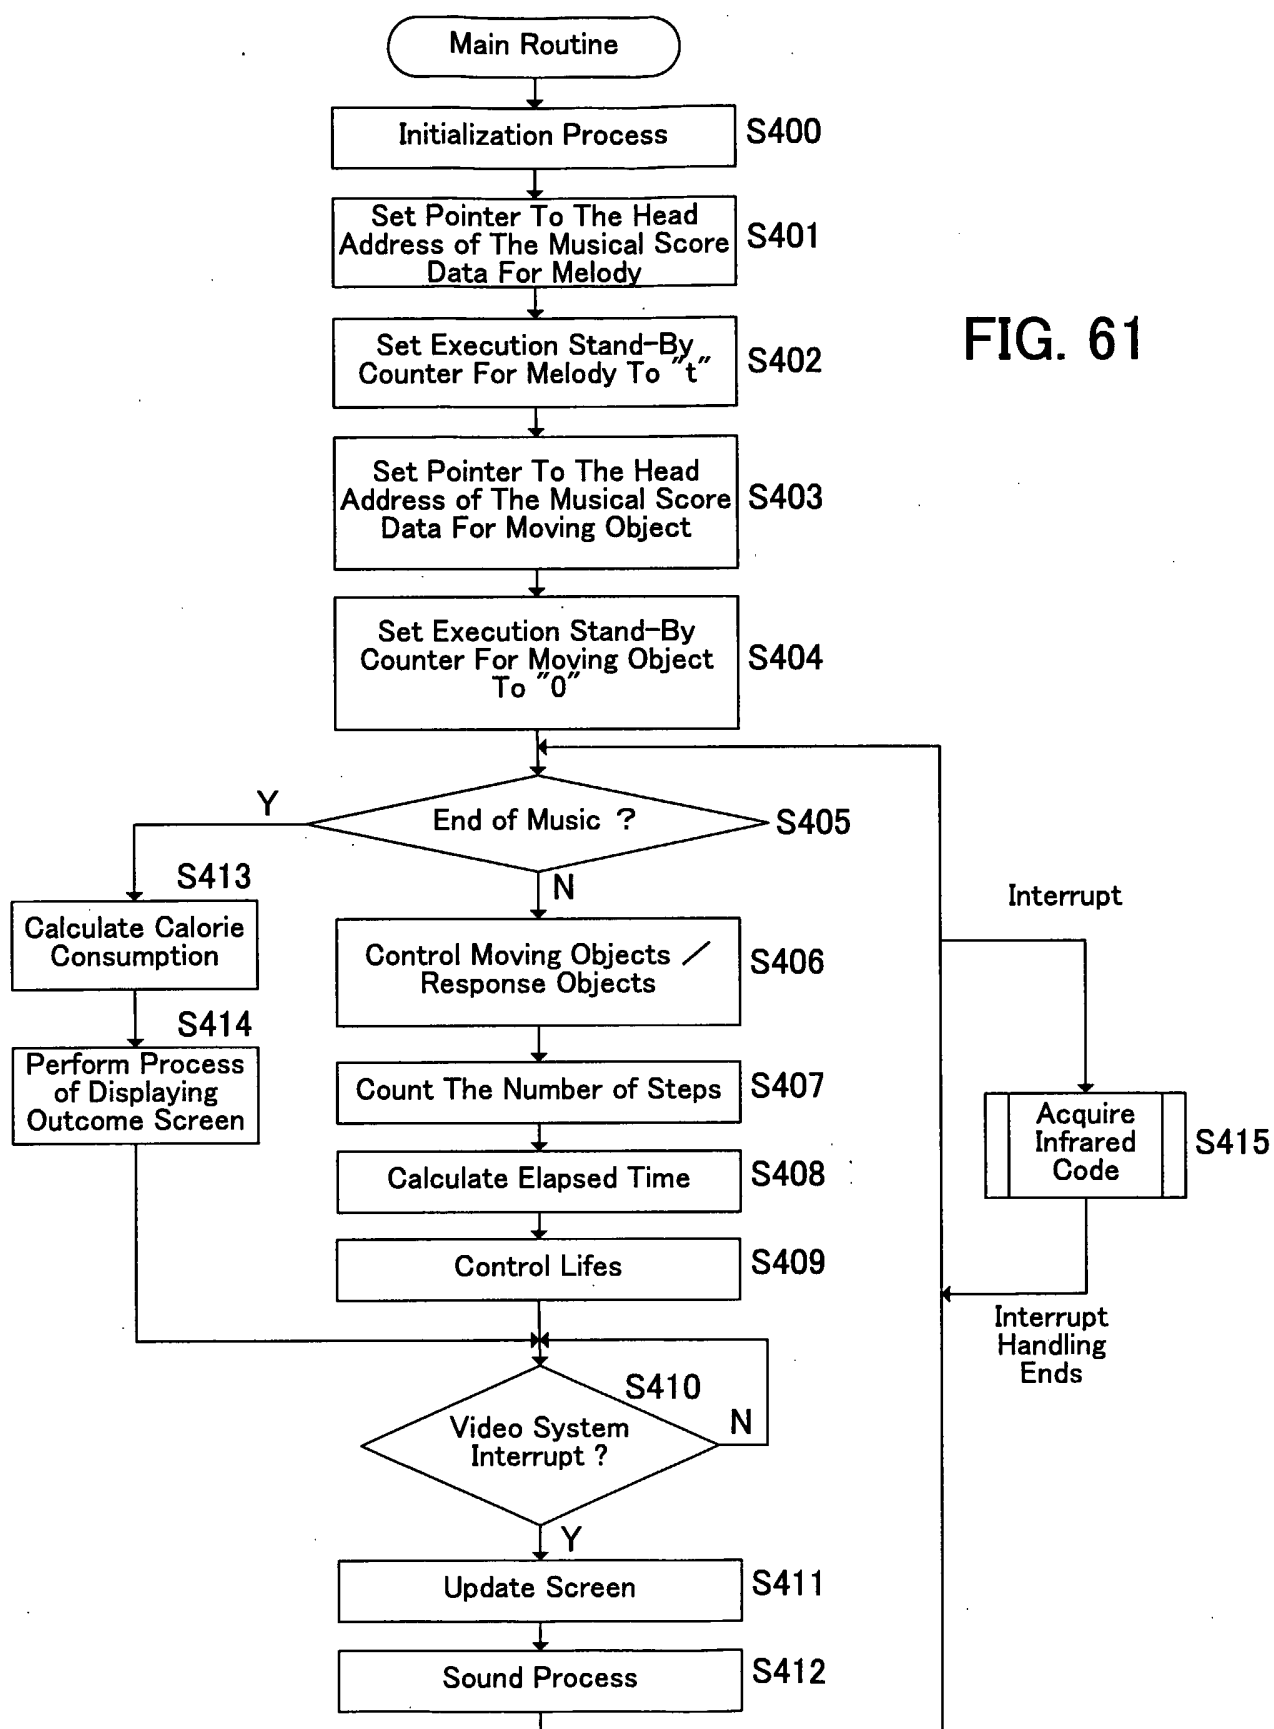 Main Routine
Initialization Process
S400
Set Pointer To The Head
Address of The Musical Score
Data For Melody
S401
FIG. 61
Set Execution Stand-By
Counter For Melody To "t"
S402
Set Pointer To The Head
Address of The Musical Score
Data For Moving Object
S403
Set Execution Stand-By
Counter For Moving Object
To "0"
S404
End of Music ?
S405
Y
N
S413
Calculate Calorie
Consumption
S414
Perform Process
of Displaying
Outcome Screen
Control Moving Objects /
Response Objects
S406
Count The Number of Steps
S407
Calculate Elapsed Time
S408
Control Lifes
S409
Interrupt
Acquire
Infrared
Code
S415
Interrupt
Handling
Ends
S410
Video System
Interrupt ?
N
Y
Update Screen
S411
Sound Process
S412